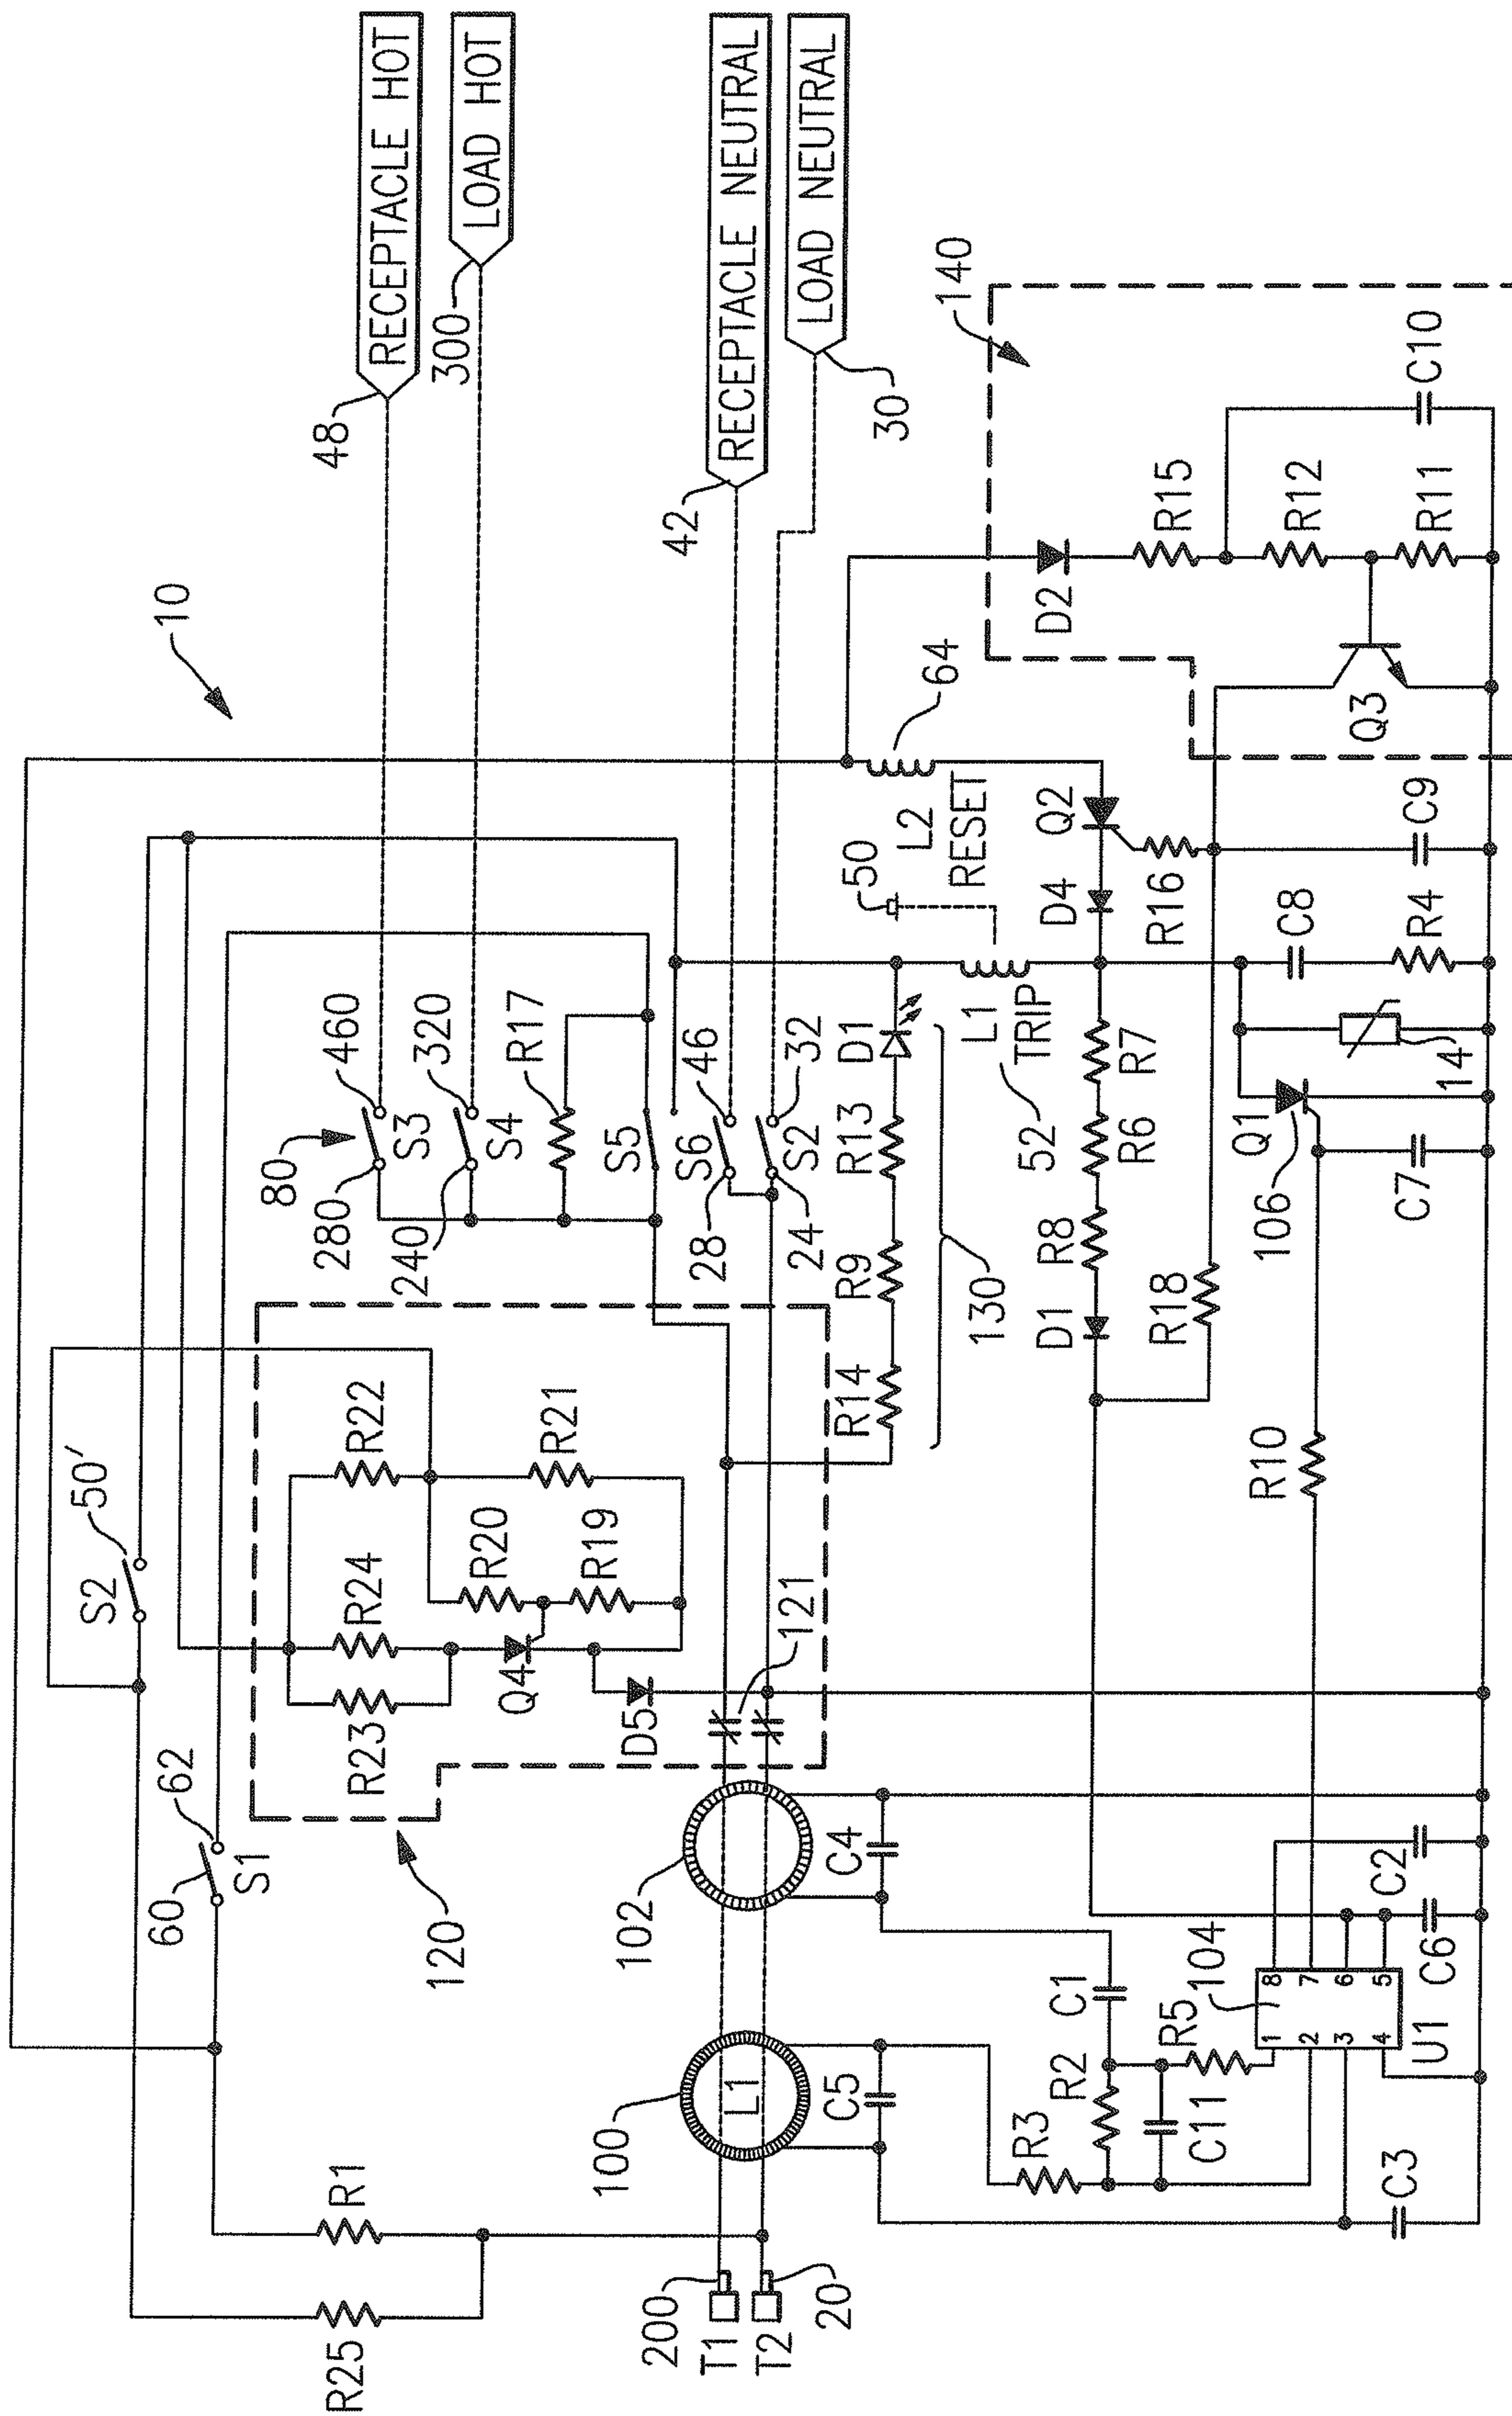 10
RECEPTACLE HOT
48
LOAD HOT
300
RECEPTACLE NEUTRAL
42
LOAD NEUTRAL
30
140
50′
S2
62
60
S1
R25
R1
80
280
460
S3
240
320
S4
R17
S5
S6
28
46
24
32
S2
120
R22
R21
R24
R20
R19
R23
Q4
D5
121
102
100
L1
C4
C5
200
T1
T2
20
R14
R9
R13
D1
130
50
L2
RESET
64
L1
TRIP
52
D4
Q2
R16
D1
R8
R6
R7
R18
D2
R15
R12
R11
C10
Q3
C9
C8
R4
14
Q1
106
C7
R10
C1
R2
R3
C11
R5
104
1
2
3
4
8
7
6
5
U1
C2
C6
C3